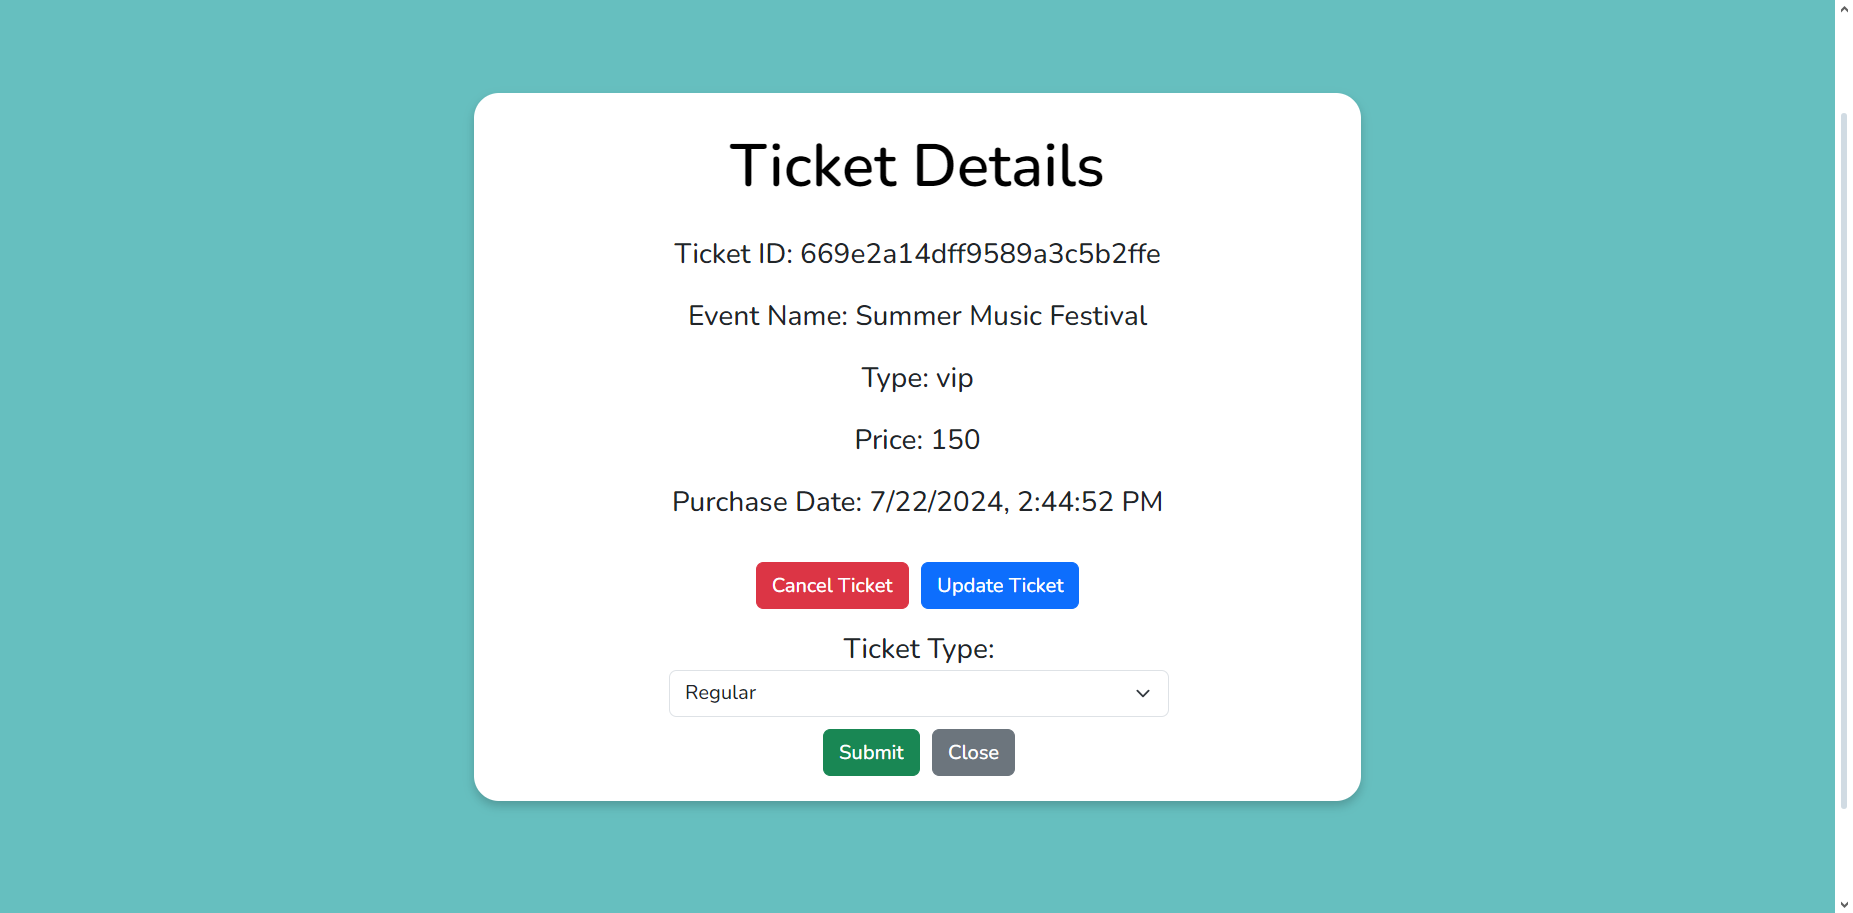 Ticket Details
Ticket ID: 669e2a14dff9589a3c5b2ffe
Event Name: Summer Music Festival
Type: vip
Price: 150
Purchase Date: 7/22/2024, 2:44:52 PM
Cancel Ticket Update Ticket
Ticket Type:
Regular
Submit Close